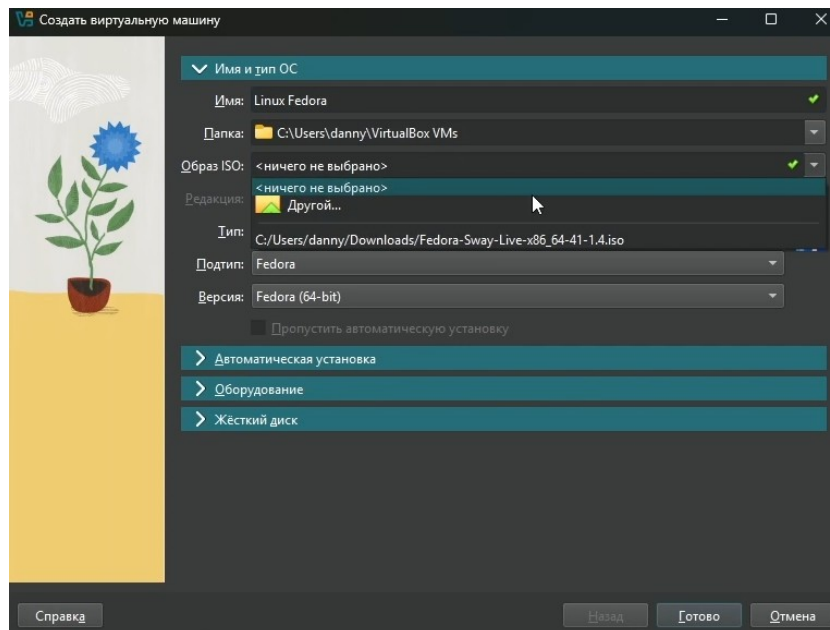 Создать виртуальную машину
Имя и тип ОС
Имя: Linux Fedora
Папка: C:\Users\danny\VirtualBox VMs
Образ ISO: <ничего не выбрано>
<ничего не выбрано>
Редакция:
Другой...
Тип:
C:/Users/danny/Downloads/Fedora-Sway-Live-x86_64-41-1.4.iso
Подтип: Fedora
Версия: Fedora (64-bit)
Пропустить автоматическую установку
Автоматическая установка
Оборудование
Жёсткий диск
Справка Назад Готово Отмена